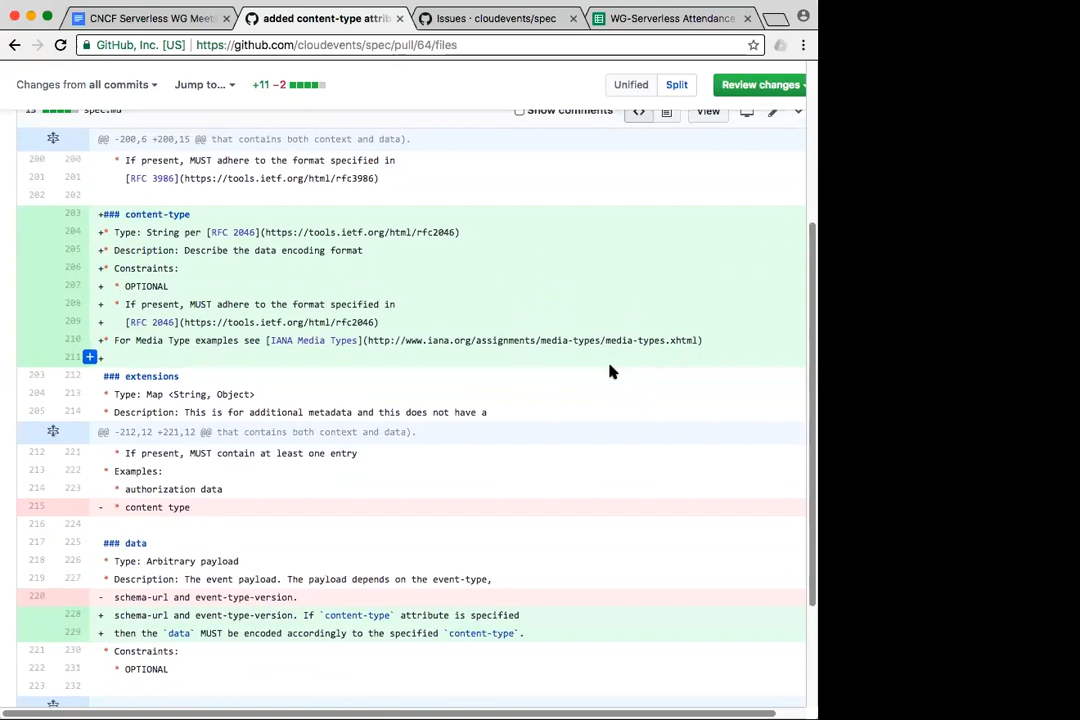 CNCF Serverless WG Meeti
added content-type attrib
Issues · cloudevents/spec
WG-Serverless Attendance
GitHub, Inc. [US] https://github.com/cloudevents/spec/pull/64/files
Changes from all commits Jump to... +11 −2 Unified Split Review changes
spec.md Show comments <> View
@@ -200,6 +200,15 @@ that contains both context and data).
200 200 * If present, MUST adhere to the format specified in
201 201 [RFC 3986](https://tools.ietf.org/html/rfc3986)
202 202
203 +### content-type
204 +* Type: String per [RFC 2046](https://tools.ietf.org/html/rfc2046)
205 +* Description: Describe the data encoding format
206 +* Constraints:
207 + * OPTIONAL
208 + * If present, MUST adhere to the format specified in
209 + [RFC 2046](https://tools.ietf.org/html/rfc2046)
210 +* For Media Type examples see [IANA Media Types](http://www.iana.org/assignments/media-types/media-types.xhtml)
211 +
203 212 ### extensions
204 213 * Type: Map <String, Object>
205 214 * Description: This is for additional metadata and this does not have a
@@ -212,12 +221,12 @@ that contains both context and data).
212 221 * If present, MUST contain at least one entry
213 222 * Examples:
214 223 * authorization data
215 - * content type
216 224
217 225 ### data
218 226 * Type: Arbitrary payload
219 227 * Description: The event payload. The payload depends on the event-type,
220 - schema-url and event-type-version.
228 + schema-url and event-type-version. If `content-type` attribute is specified
229 + then the `data` MUST be encoded accordingly to the specified `content-type`.
221 230 * Constraints:
222 231 * OPTIONAL
223 232